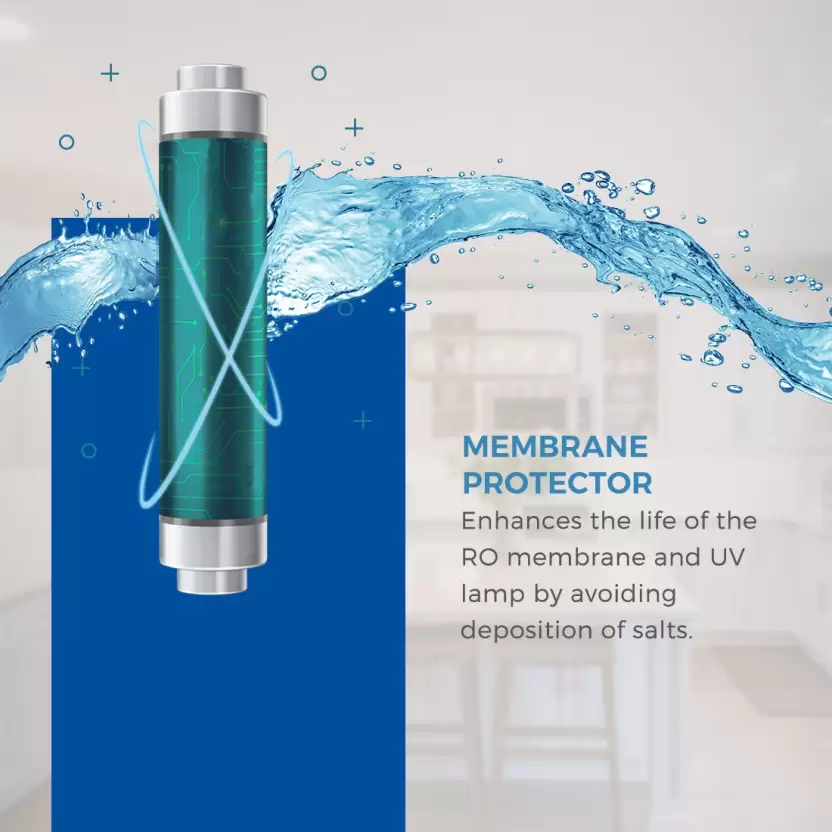 MEMBRANE
PROTECTOR
Enhances the life of the
RO membrane and UV
lamp by avoiding
deposition of salts.